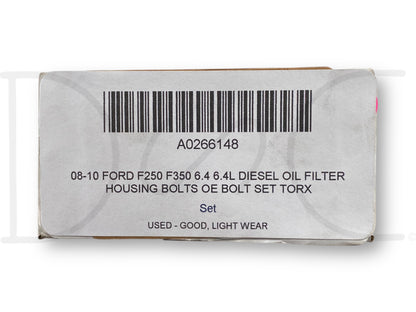 A0266148
08-10 FORD F250 F350 6.4 6.4L DIESEL OIL FILTER
HOUSING BOLTS OE BOLT SET TORX
Set
USED - GOOD, LIGHT WEAR